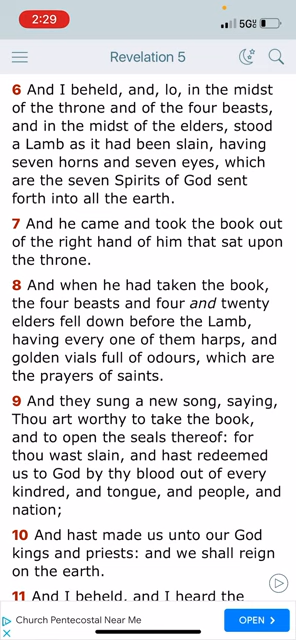 2:29
5G
Revelation 5
6 And I beheld, and, lo, in the midst
of the throne and of the four beasts,
and in the midst of the elders, stood
a Lamb as it had been slain, having
seven horns and seven eyes, which
are the seven Spirits of God sent
forth into all the earth.
7 And he came and took the book out
of the right hand of him that sat upon
the throne.
8 And when he had taken the book,
the four beasts and four and twenty
elders fell down before the Lamb,
having every one of them harps, and
golden vials full of odours, which are
the prayers of saints.
9 And they sung a new song, saying,
Thou art worthy to take the book,
and to open the seals thereof: for
thou wast slain, and hast redeemed
us to God by thy blood out of every
kindred, and tongue, and people, and
nation;
10 And hast made us unto our God
kings and priests: and we shall reign
on the earth.
11 And I beheld, and I heard the
Church Pentecostal Near Me
OPEN